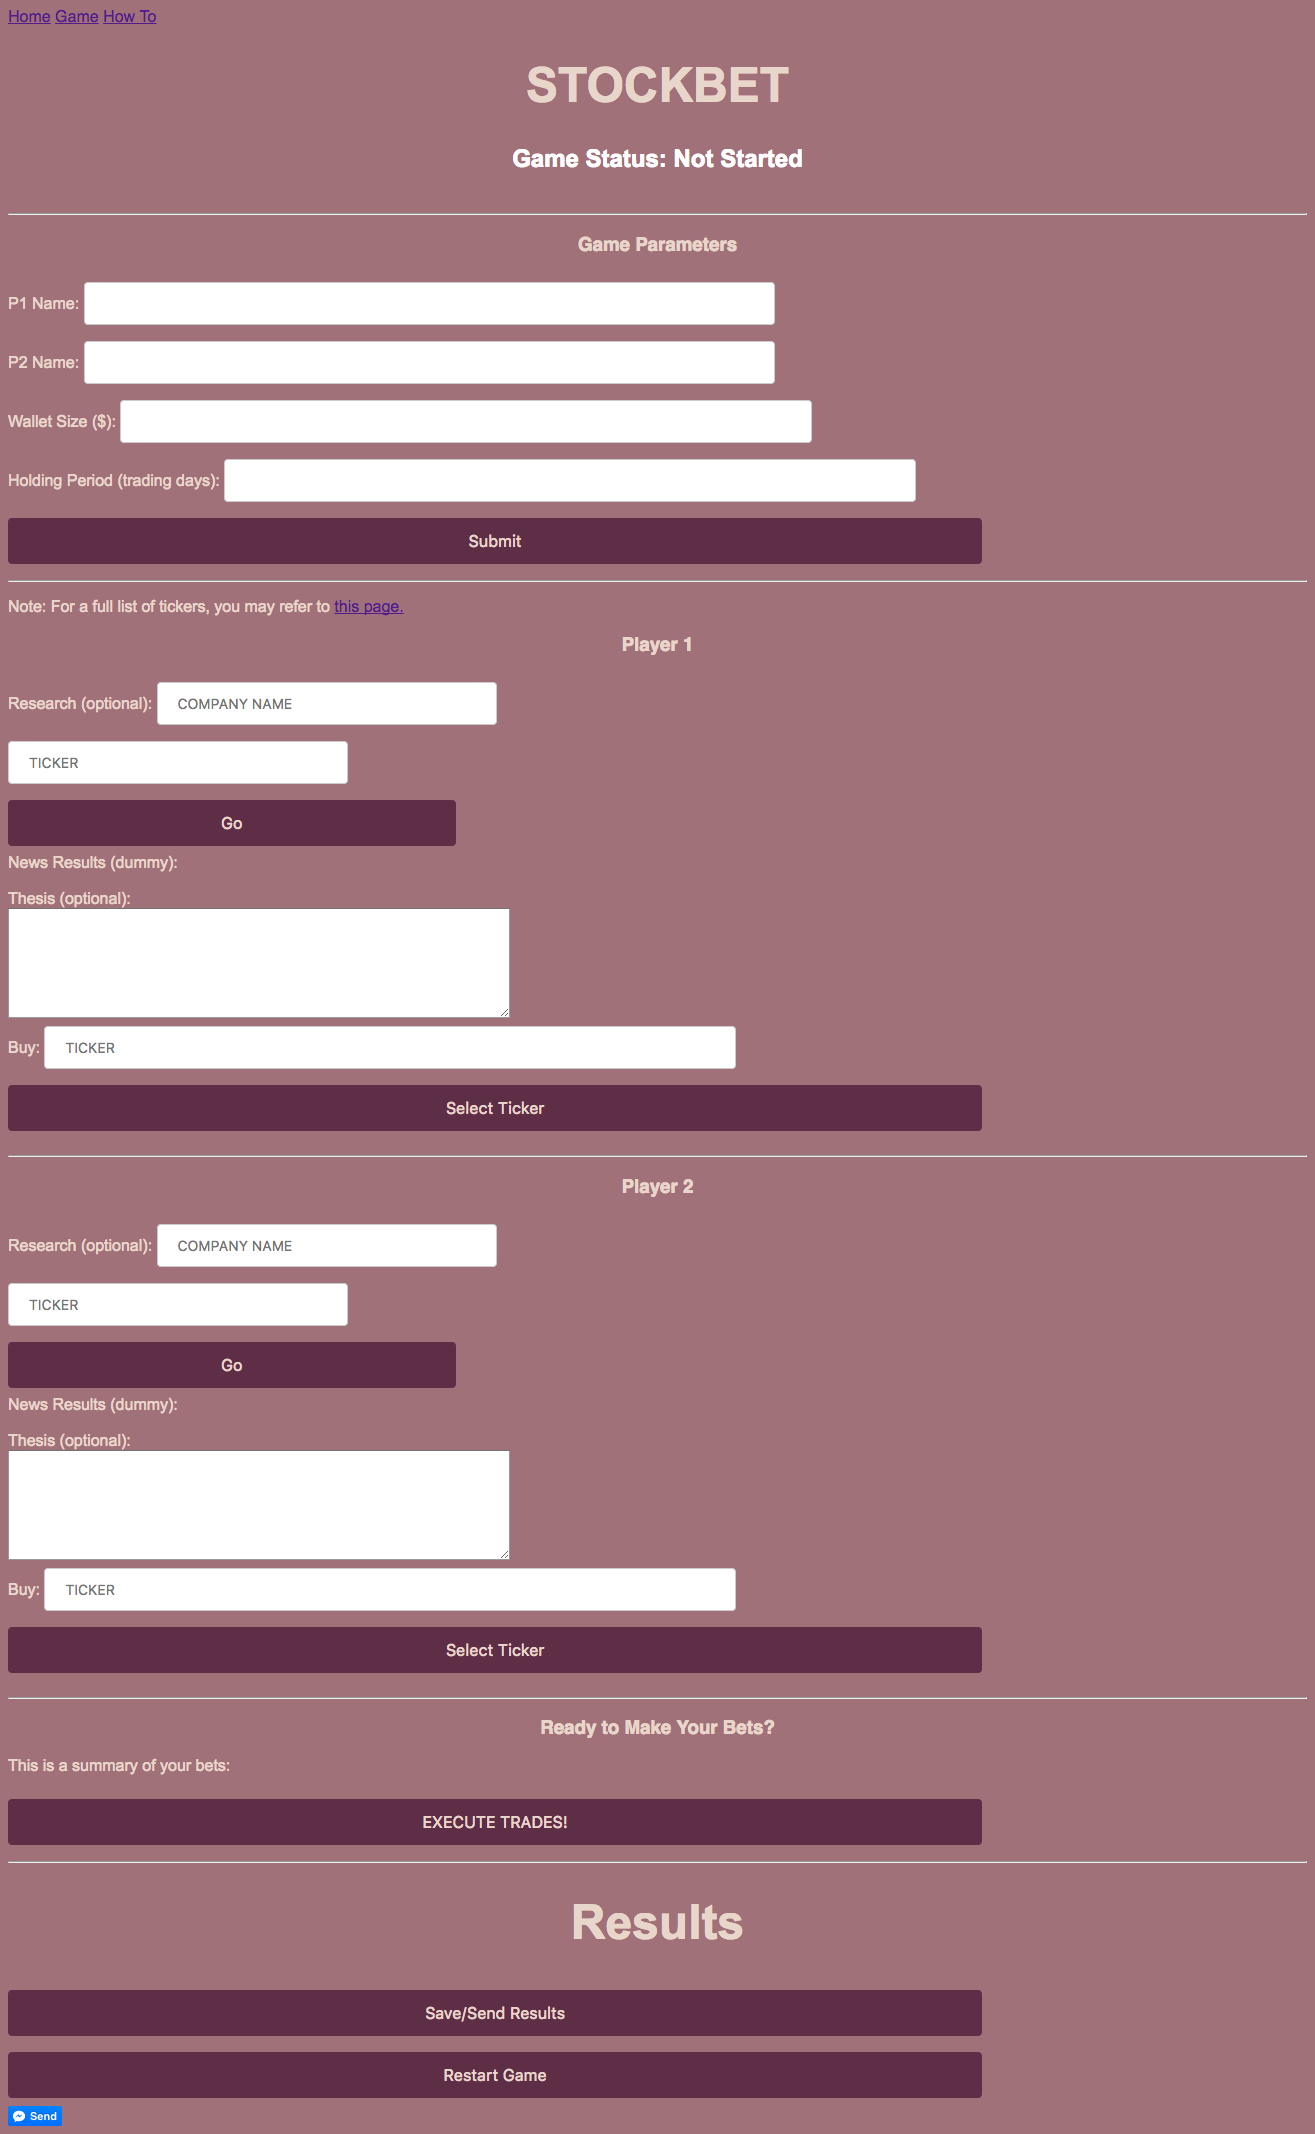 Home Game How To
STOCKBET
Game Status: Not Started
Game Parameters
P1 Name:
P2 Name:
Wallet Size ($):
Holding Period (trading days):
Submit
Note: For a full list of tickers, you may refer to this page.
Player 1
Research (optional): COMPANY NAME
TICKER
Go
News Results (dummy):
Thesis (optional):
Buy: TICKER
Select Ticker
Player 2
Research (optional): COMPANY NAME
TICKER
Go
News Results (dummy):
Thesis (optional):
Buy: TICKER
Select Ticker
Ready to Make Your Bets?
This is a summary of your bets:
EXECUTE TRADES!
Results
Save/Send Results
Restart Game
Send